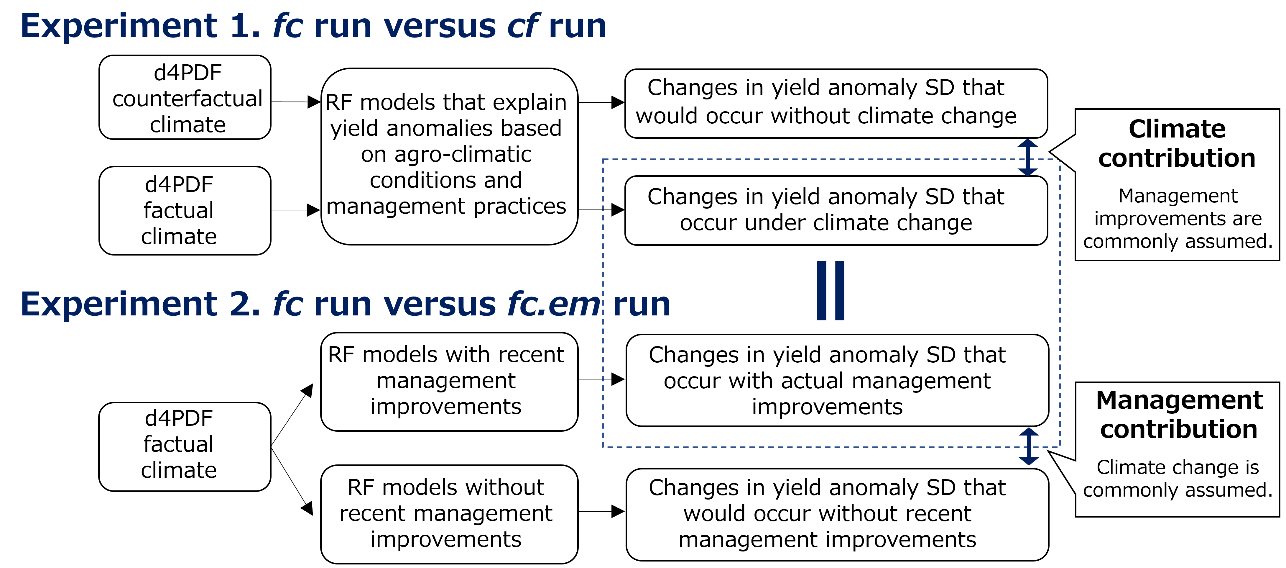 Experiment 1. fc run versus cf run
d4PDF
counterfactual
climate
RF models that explain
yield anomalies based
on agro-climatic
conditions and
management practices
Changes in yield anomaly SD that
would occur without climate change
d4PDF
factual
climate
Changes in yield anomaly SD that
occur under climate change
Climate
contribution
Management
improvements are
commonly assumed.
Experiment 2. fc run versus fc.em run
d4PDF
factual
climate
RF models with recent
management
improvements
Changes in yield anomaly SD that
occur with actual management
improvements
RF models without
recent management
improvements
Changes in yield anomaly SD that
would occur without recent
management improvements
Management
contribution
Climate change is
commonly assumed.